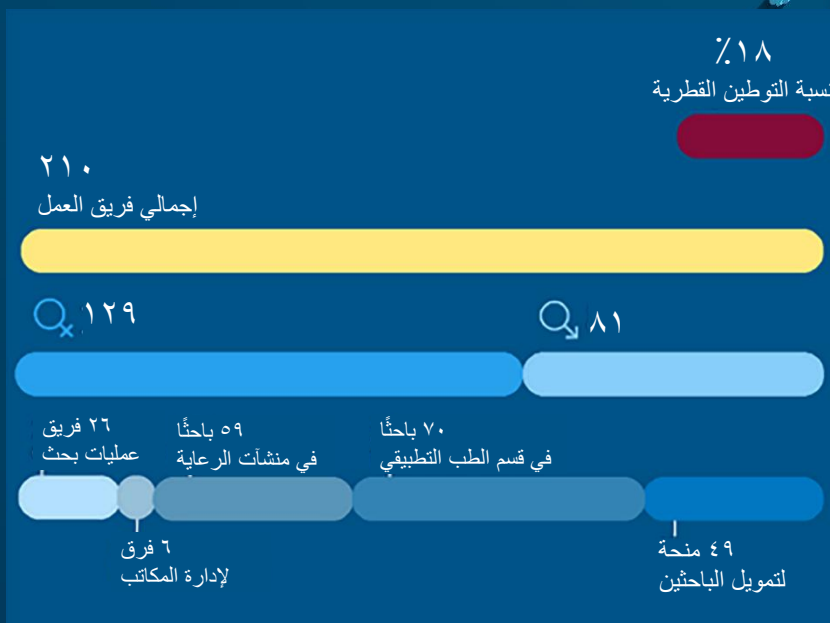 ٪١٨
نسبة التوطين القطرية
٢١٠
إجمالي فريق العمل
٨١
١٢٩
٧٠ باحثًا
في قسم الطب التطبيقي
٥٩ باحثًا
في منشآت الرعاية
٢٦ فريق
عمليات بحث
٤٩ منحة
لتمويل الباحثين
٦ فرق
لإدارة المكاتب